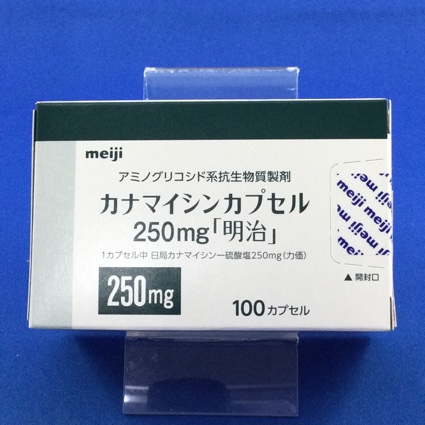 meiji
アミノグリコシド系抗生物質製剤
カナマイシンカプセル
250mg「明治」
1カプセル中 日局カナマイシン一硫酸塩250mg(力価)
250mg
100カプセル
meiji meiji
▲開封口